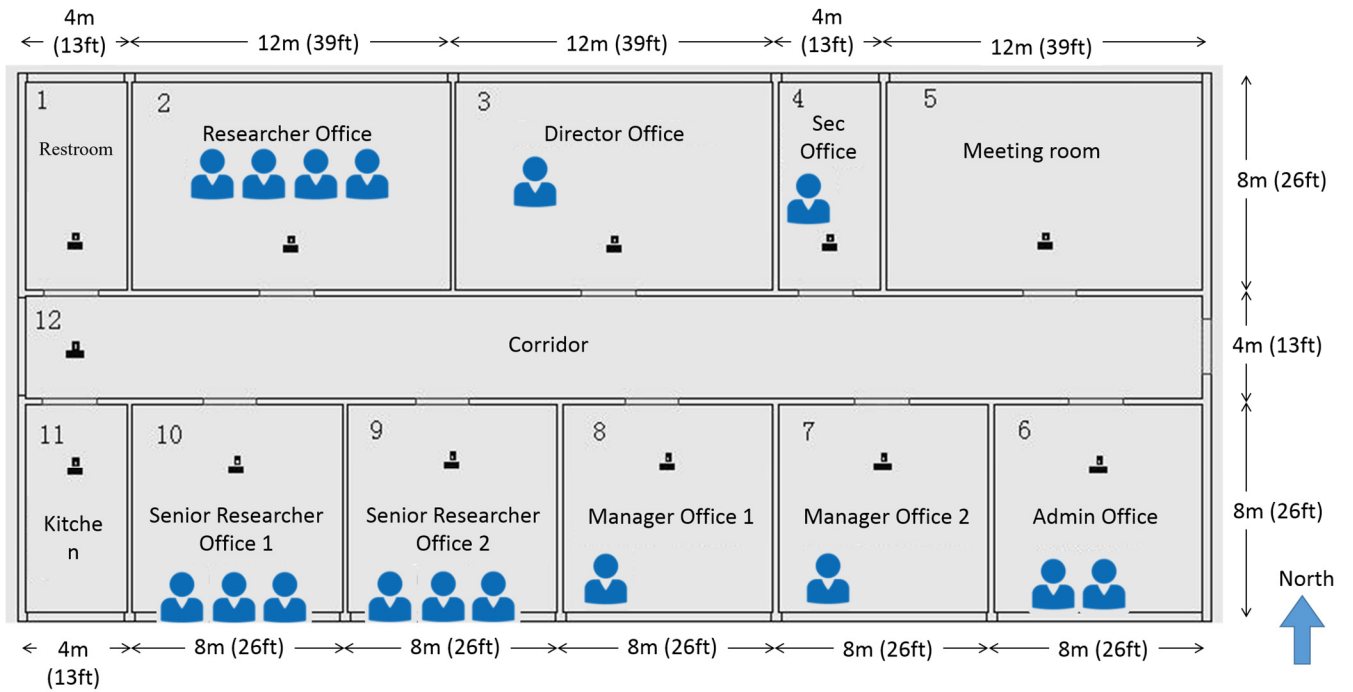 4m
(13ft)
12m (39ft)
12m (39ft)
4m
(13ft)
12m (39ft)
1
Restroom
2
Researcher Office
3
Director Office
4
Sec
Office
5
Meeting room
8m (26ft)
12
Corridor
4m (13ft)
11
Kitche
n
10
Senior Researcher
Office 1
9
Senior Researcher
Office 2
8
Manager Office 1
7
Manager Office 2
6
Admin Office
8m (26ft)
North
4m
(13ft)
8m (26ft)
8m (26ft)
8m (26ft)
8m (26ft)
8m (26ft)